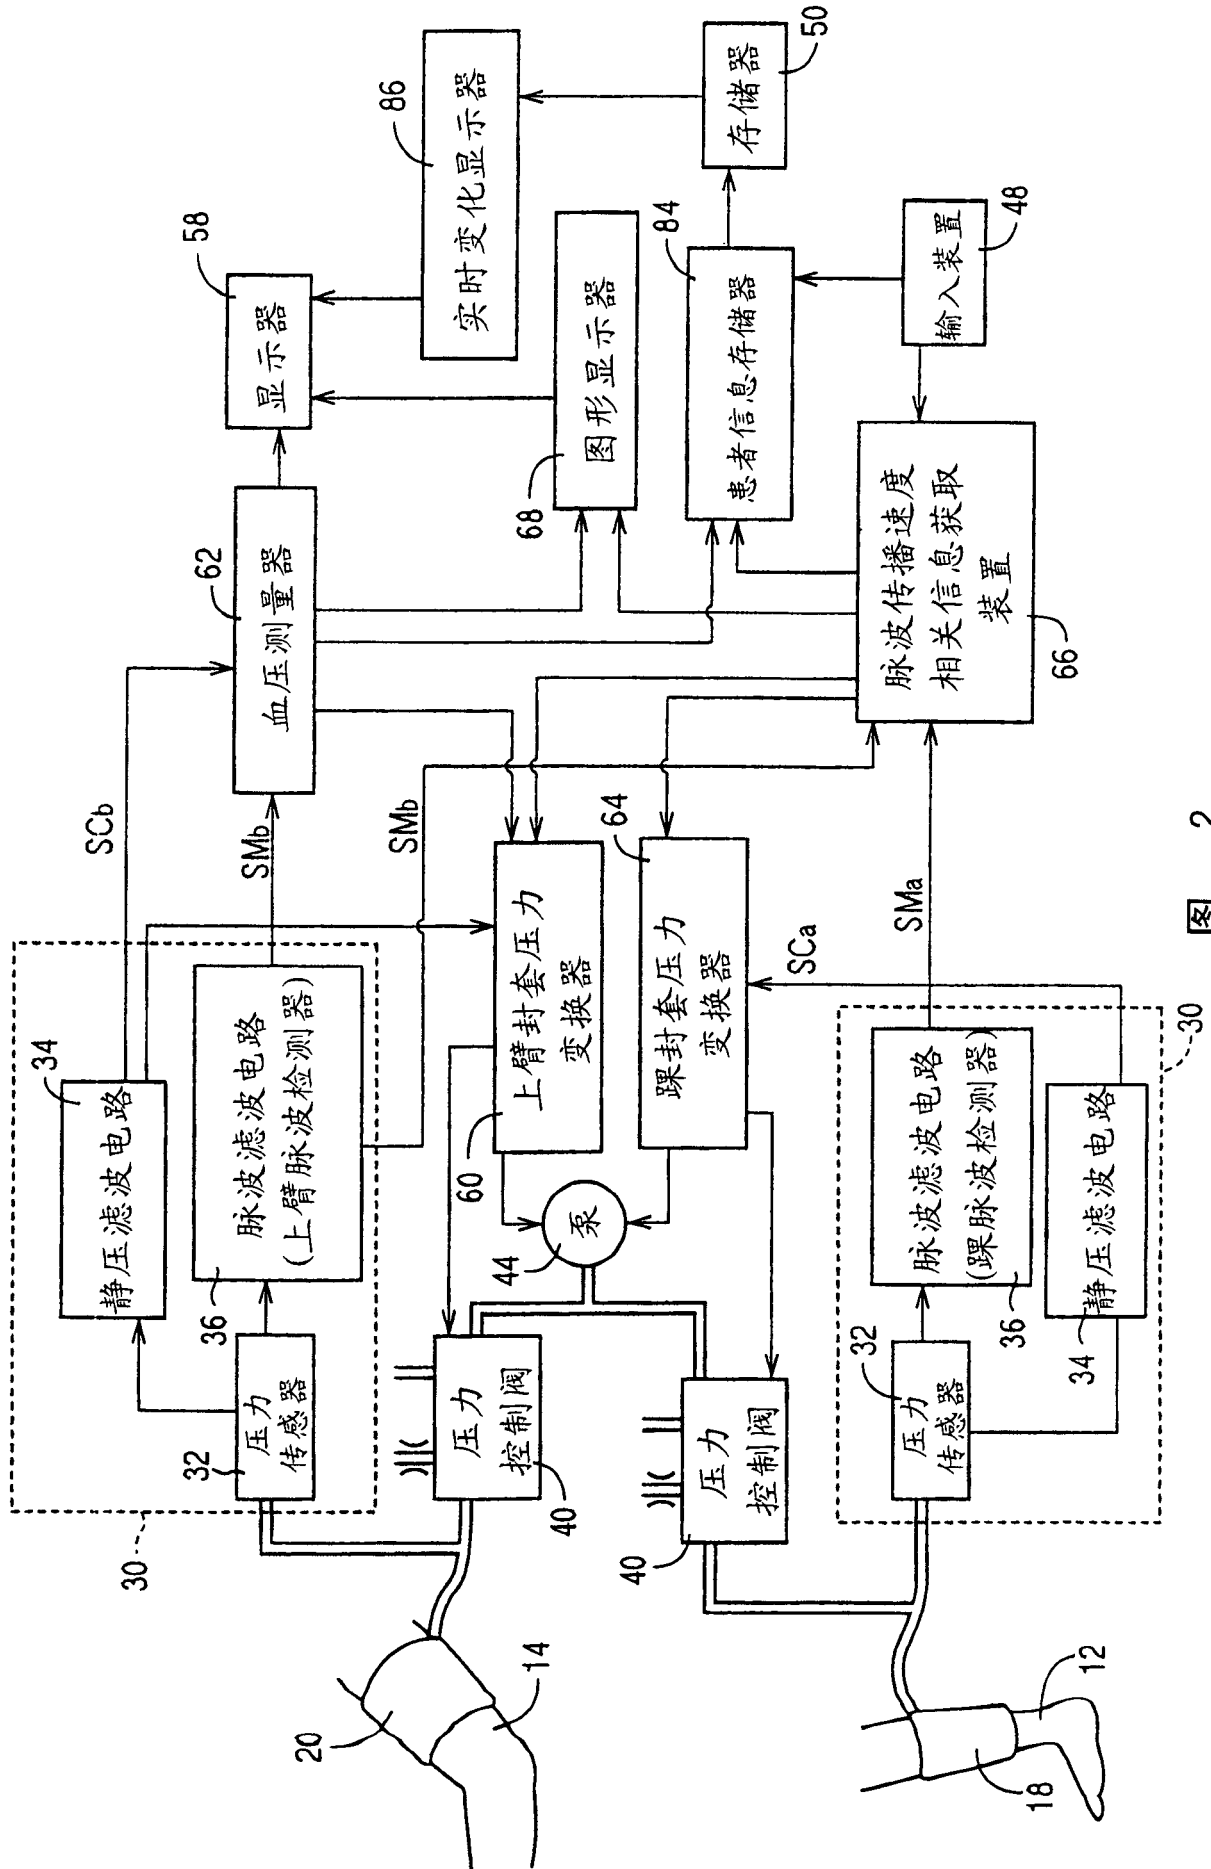 30
静压滤波电路
34
SCb
血压测量器
62
显示器
58
脉波滤波电路
(上臂脉波检测器)
36
SMb
SMb
压力
传感器
32
实时变化显示器
86
20
14
压力
控制阀
40
上臂封套压力
变换器
60
图形显示器
68
泵
44
踝封套压力
变换器
64
患者信息存储器
84
存储器
50
压力
控制阀
40
SCa
脉波传播速度
相关信息获取
装置
66
输入装置
48
SMa
压力
传感器
32
脉波滤波电路
(踝脉波检测器)
36
静压滤波电路
34
30
18
12
图 2